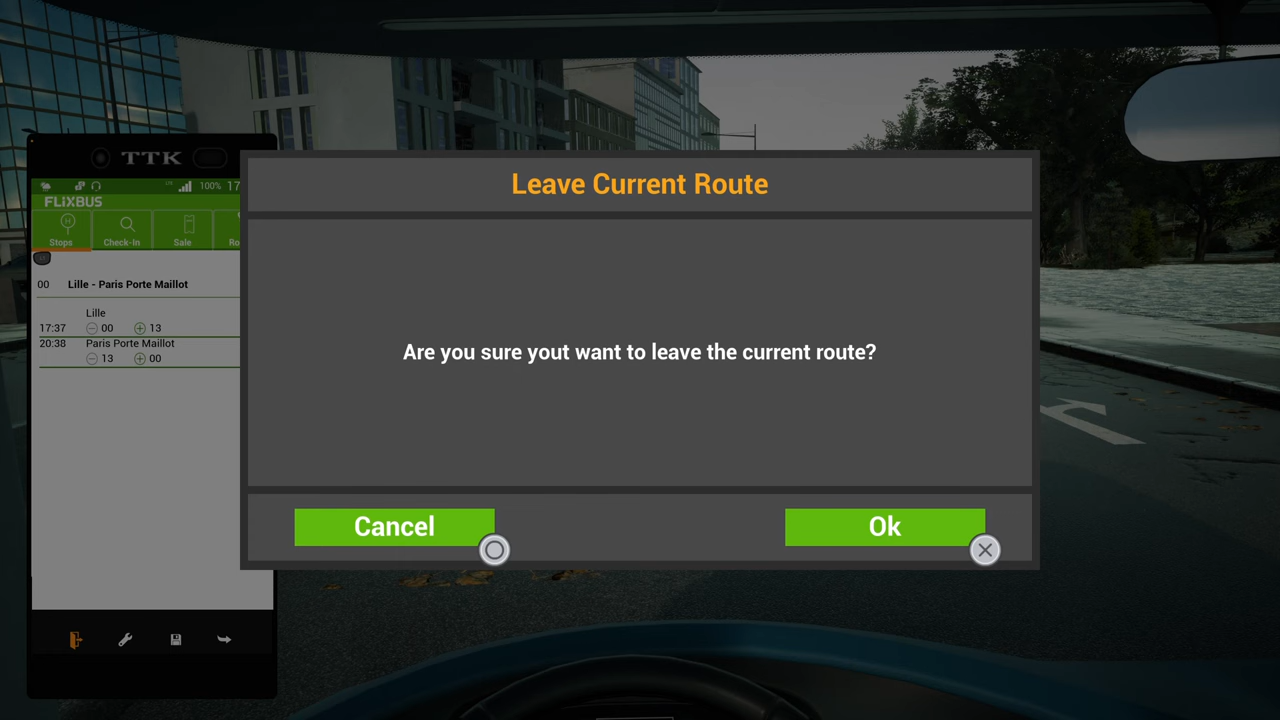 TTK
100% 17
FLiXBUS
Stops Check-In Sale Ro
00 Lille - Paris Porte Maillot
Lille
17:37 00 13
20:38 Paris Porte Maillot
13 00
Leave Current Route
Are you sure yout want to leave the current route?
Cancel Ok